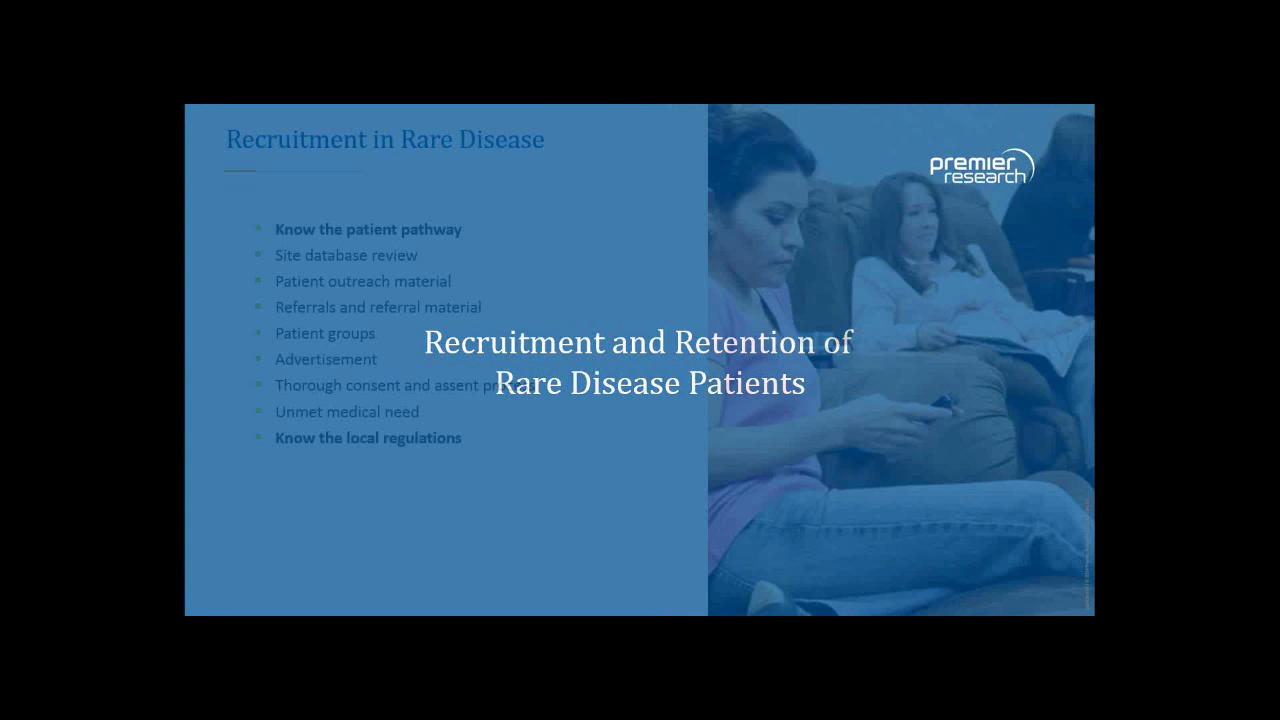 Recruitment in Rare Disease
premier
research
Know the patient pathway
Site database review
Patient outreach material
Referrals and referral material
Patient groups
Advertisement
Thorough consent and assent
Unmet medical need
Know the local regulations
Recruitment and Retention of
Rare Disease Patients